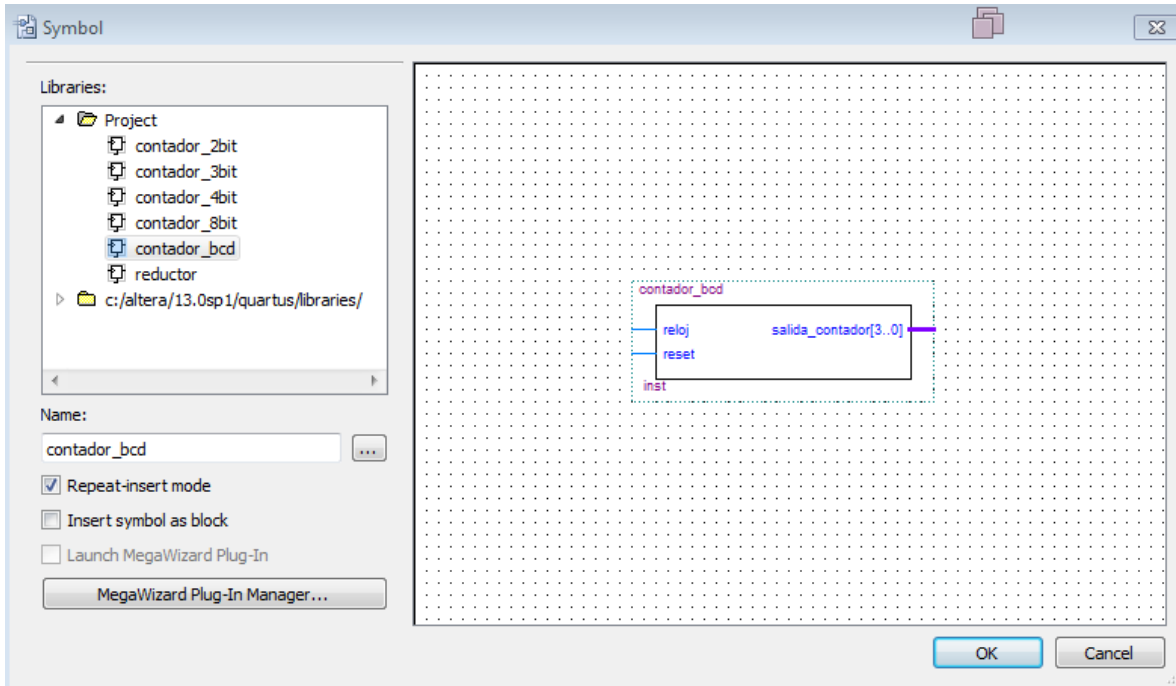 Symbol
Libraries:
Project
contador_2bit
contador_3bit
contador_4bit
contador_8bit
contador_bcd
reductor
c:/altera/13.0sp1/quartus/libraries/
Name:
contador_bcd
...
Repeat-insert mode
Insert symbol as block
Launch MegaWizard Plug-In
MegaWizard Plug-In Manager...
contador_bcd
reloj salida_contador[3..0]
reset
inst
OK Cancel